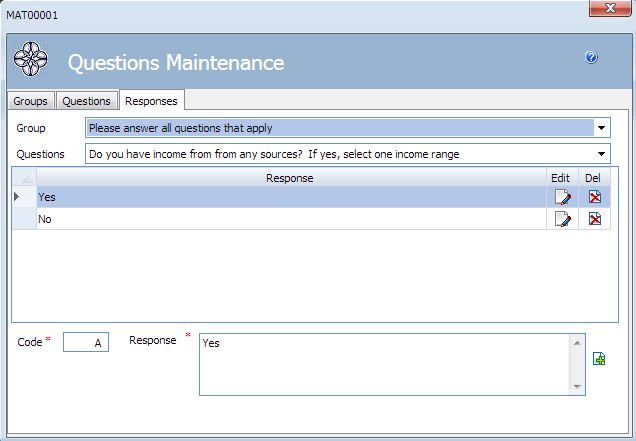 MAT00001
Questions Maintenance
Groups Questions Responses
Group Please answer all questions that apply
Questions Do you have income from from any sources? If yes, select one income range
Response Edit Del
Yes
No
Code * A Response * Yes